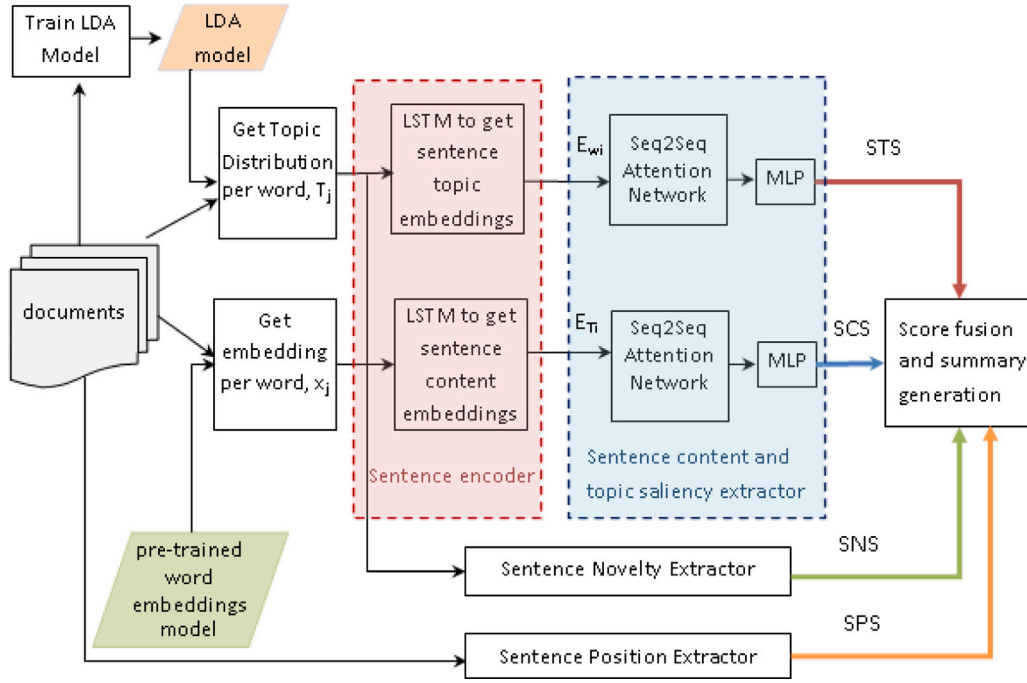 Train LDA
Model
LDA
model
Get Topic
Distribution
per word, Tj
LSTM to get
sentence
topic
embeddings
Ewi
Seq2Seq
Attention
Network
MLP
STS
documents
Get
embedding
per word, xj
LSTM to get
sentence
content
embeddings
ETi
Seq2Seq
Attention
Network
MLP
SCS
Score fusion
and summary
generation
Sentence encoder
Sentence content and
topic saliency extractor
pre-trained
word
embeddings
model
Sentence Novelty Extractor
SNS
Sentence Position Extractor
SPS